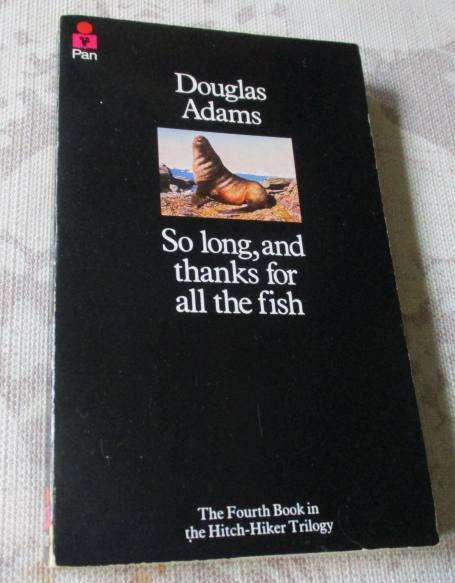 Pan
Douglas
Adams
So long, and
thanks for
all the fish
The Fourth Book in
the Hitch-Hiker Trilogy